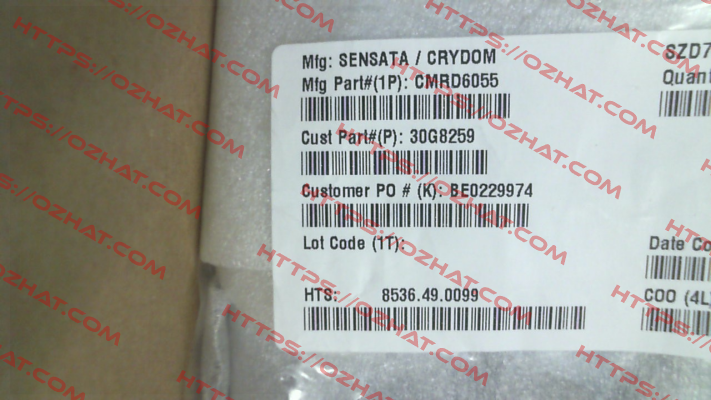 Mfg: SENSATA / CRYDOM
Mfg Part#(1P): CMRD6055
Cust Part#(P): 30G8259
Customer PO # (K): BE0229974
Lot Code (1T):
HTS: 8536.49.0099
SZD7
Quant
Date Co
COO (4L)
HTTPS://OZHAT.COM